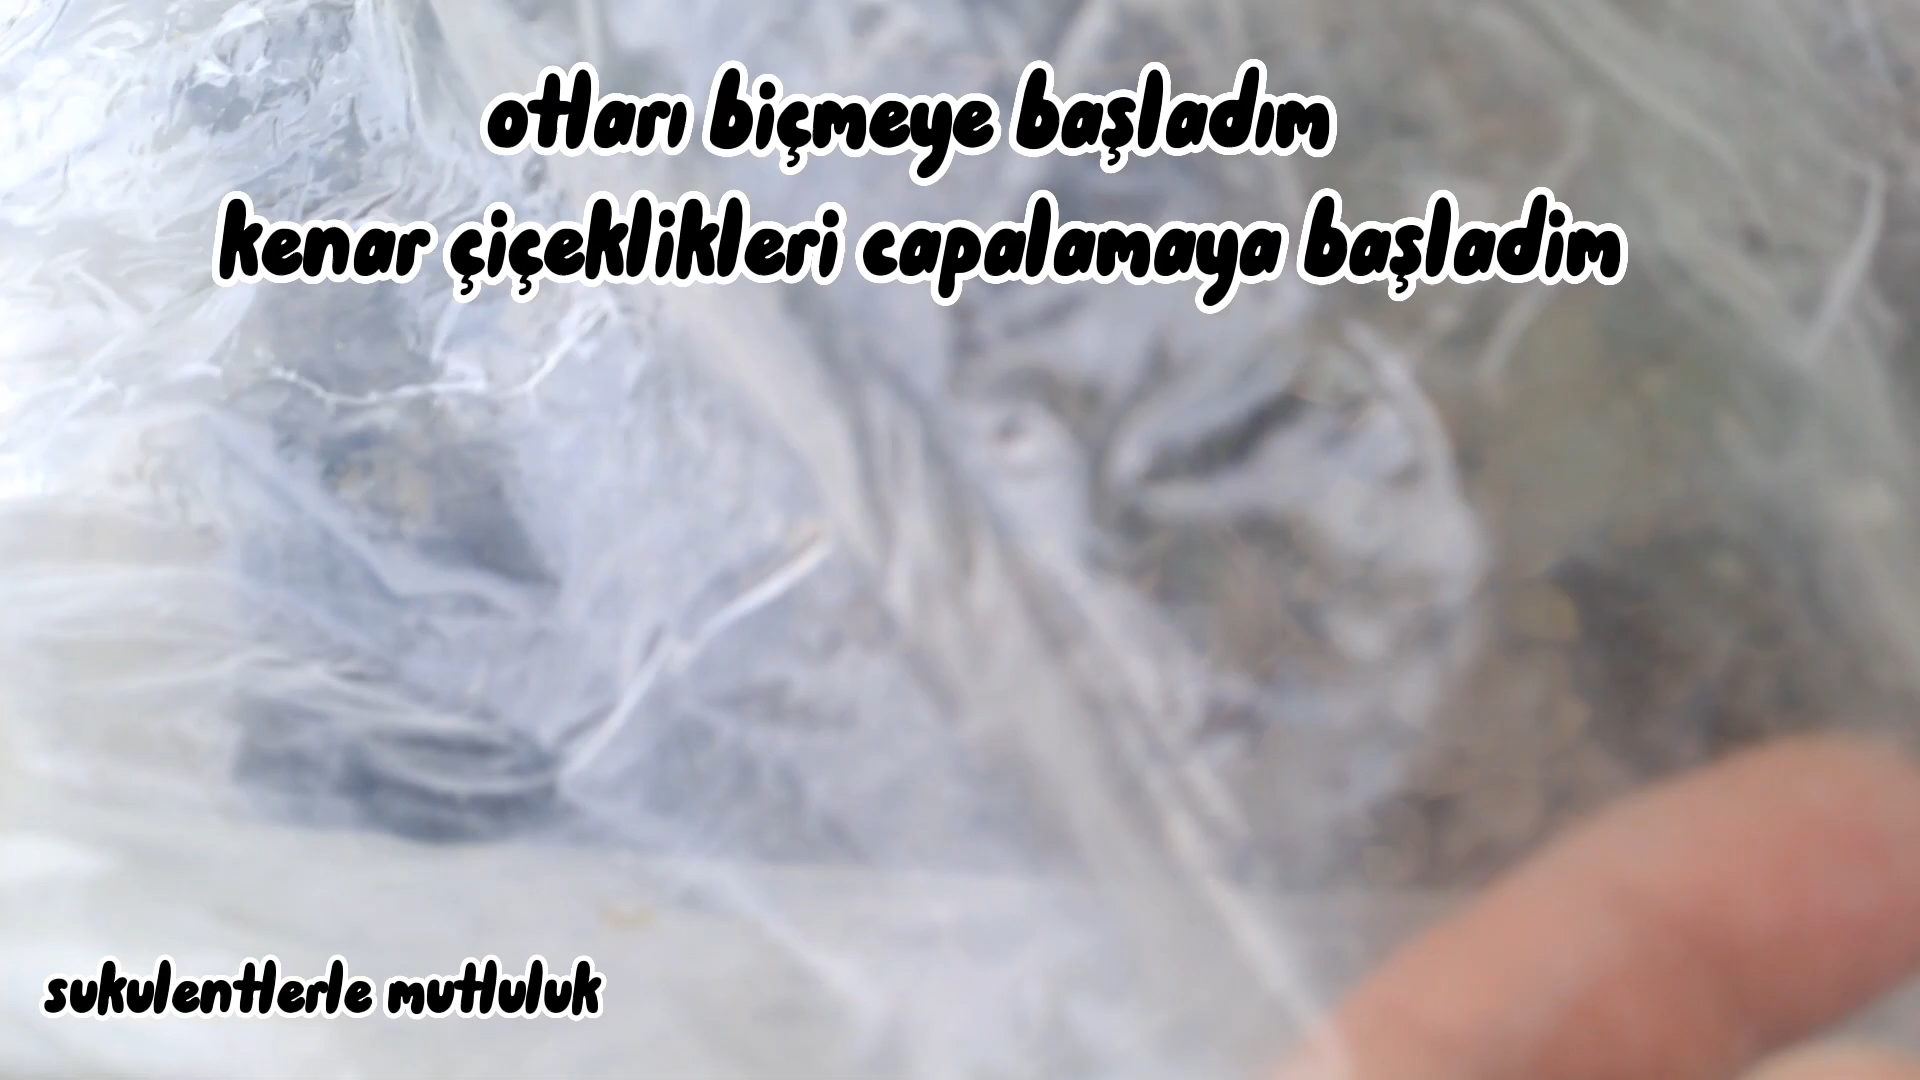 otları biçmeye başladım
kenar çiçeklikleri capalamaya başladim
sukulentlerle mutluluk